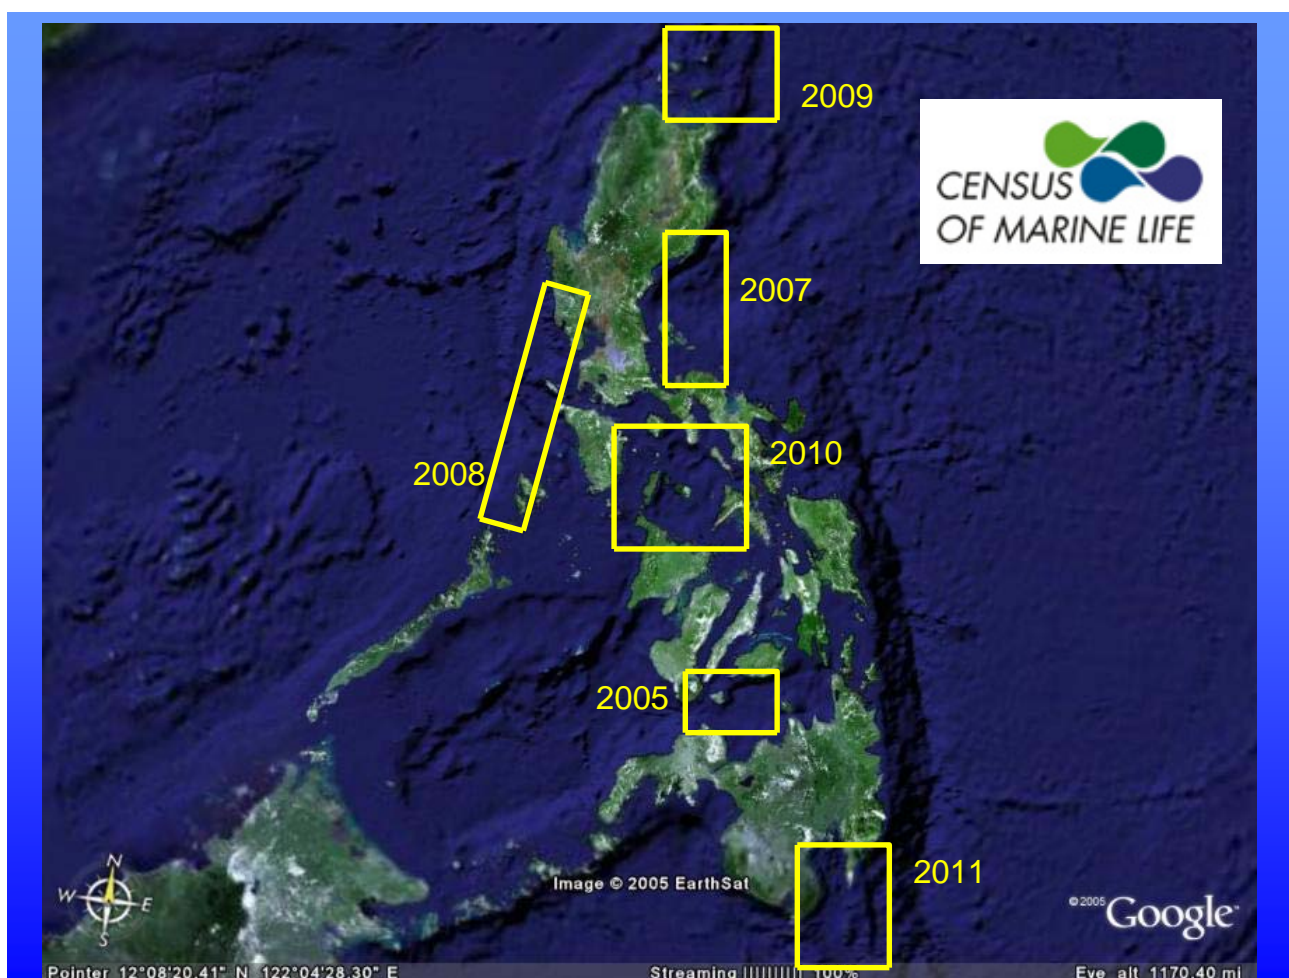 2009
CENSUS
OF MARINE LIFE
2007
2010
2008
2005
2011
Image © 2005 EarthSat
N
W
E
S
©2005 Google™
Pointer 12°08'20.41" N 122°04'28.30" E
Streaming |||||||||| 100%
Eye alt 1170.40 mi